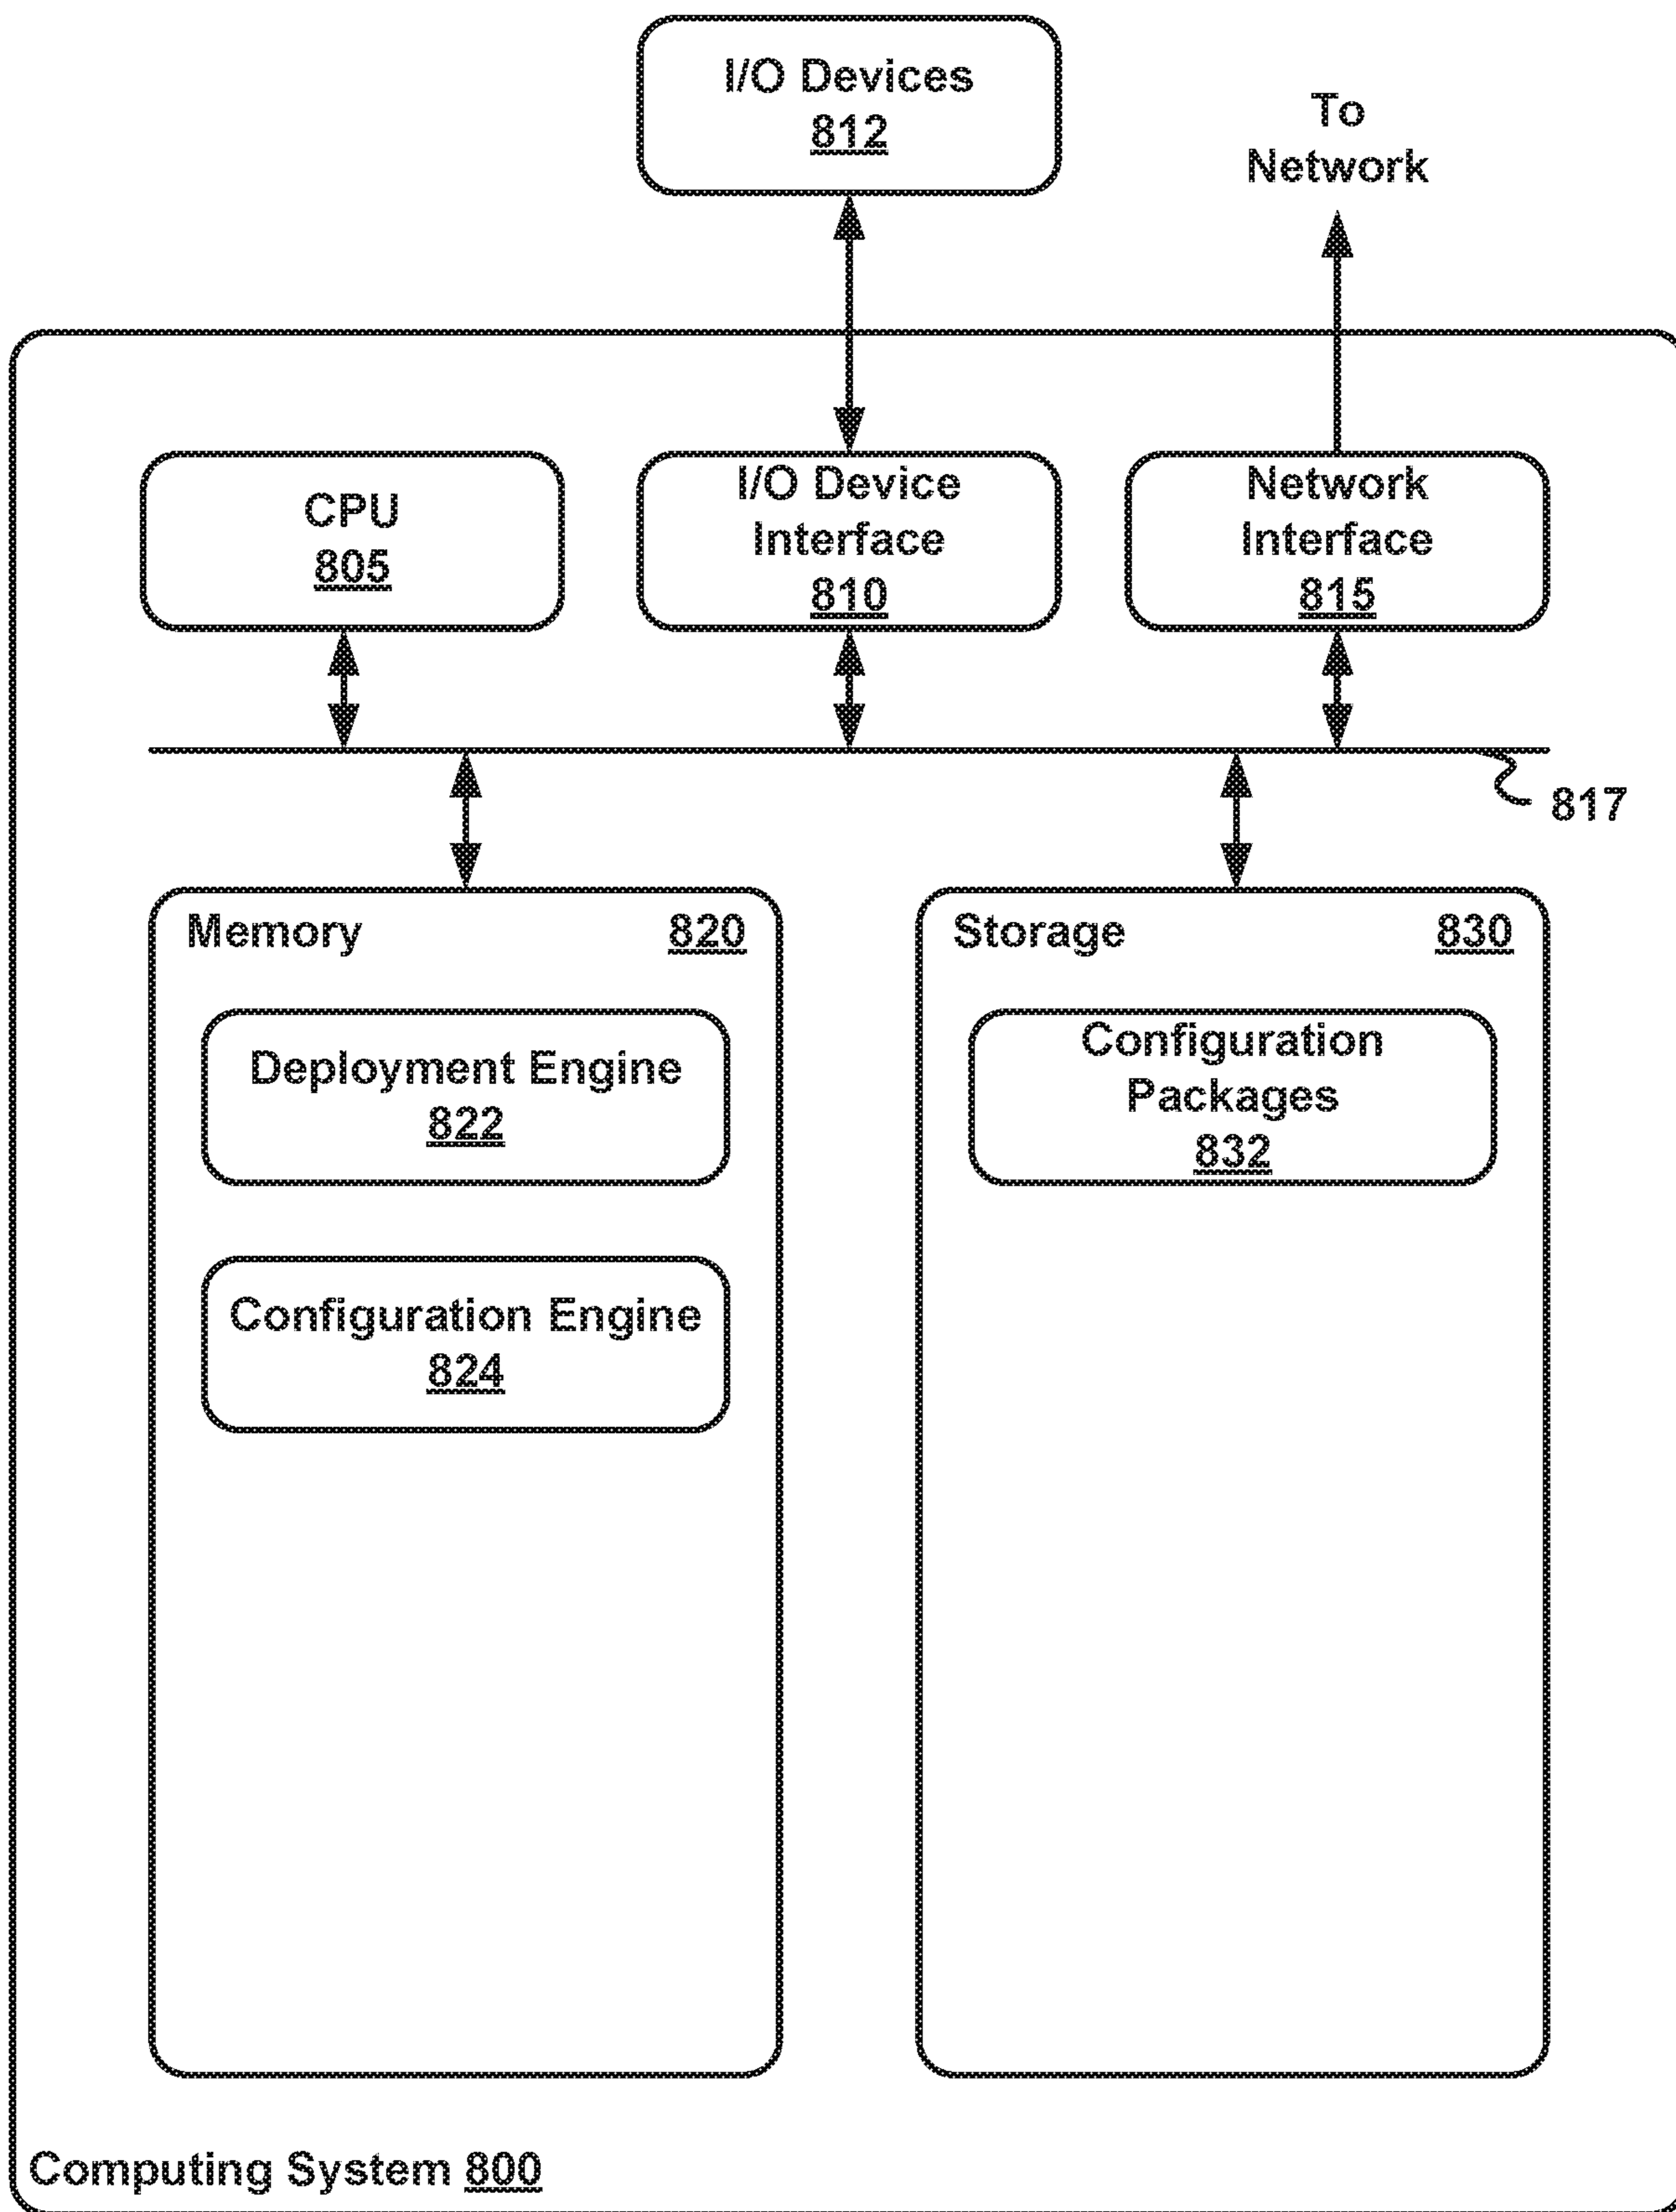 I/O Devices
812
To
Network
CPU
805
I/O Device
Interface
810
Network
Interface
815
817
Memory
820
Deployment Engine
822
Configuration Engine
824
Storage
830
Configuration
Packages
832
Computing System 800